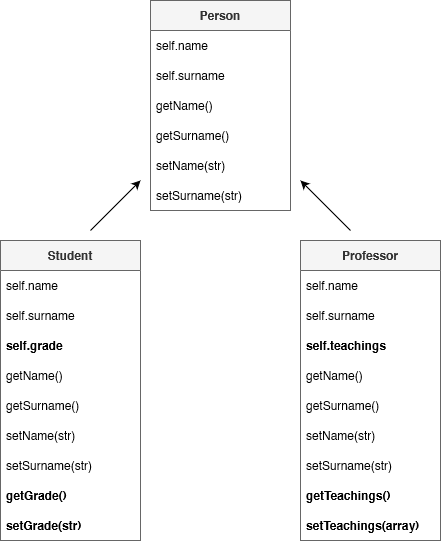 Person
self.name
self.surname
getName()
getSurname()
setName(str)
setSurname(str)
Student
self.name
self.surname
self.grade
getName()
getSurname()
setName(str)
setSurname(str)
getGrade()
setGrade(str)
Professor
self.name
self.surname
self.teachings
getName()
getSurname()
setName(str)
setSurname(str)
getTeachings()
setTeachings(array)